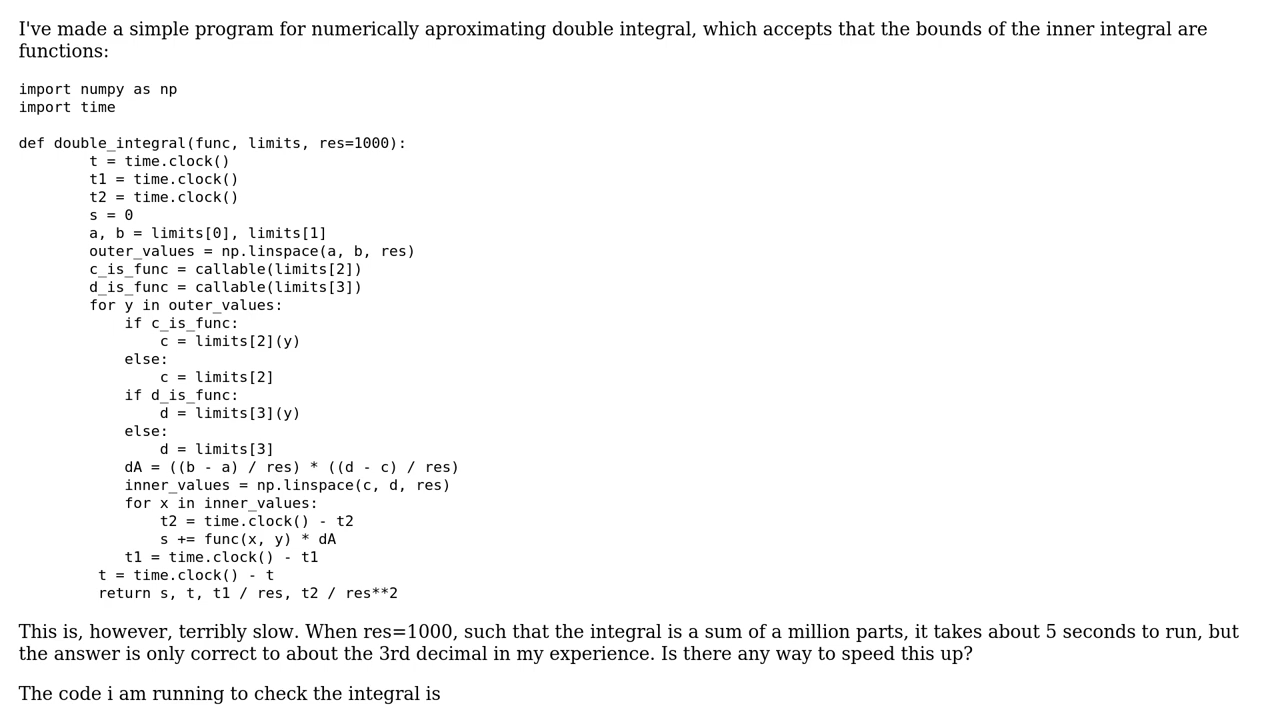 I've made a simple program for numerically aproximating double integral, which accepts that the bounds of the inner integral are
functions:
import numpy as np
import time
def double_integral(func, limits, res=1000):
        t = time.clock()
        t1 = time.clock()
        t2 = time.clock()
        s = 0
        a, b = limits[0], limits[1]
        outer_values = np.linspace(a, b, res)
        c_is_func = callable(limits[2])
        d_is_func = callable(limits[3])
        for y in outer_values:
            if c_is_func:
                c = limits[2](y)
            else:
                c = limits[2]
            if d_is_func:
                d = limits[3](y)
            else:
                d = limits[3]
            dA = ((b - a) / res) * ((d - c) / res)
            inner_values = np.linspace(c, d, res)
            for x in inner_values:
                t2 = time.clock() - t2
                s += func(x, y) * dA
            t1 = time.clock() - t1
         t = time.clock() - t
         return s, t, t1 / res, t2 / res**2
This is, however, terribly slow. When res=1000, such that the integral is a sum of a million parts, it takes about 5 seconds to run, but
the answer is only correct to about the 3rd decimal in my experience. Is there any way to speed this up?
The code i am running to check the integral is